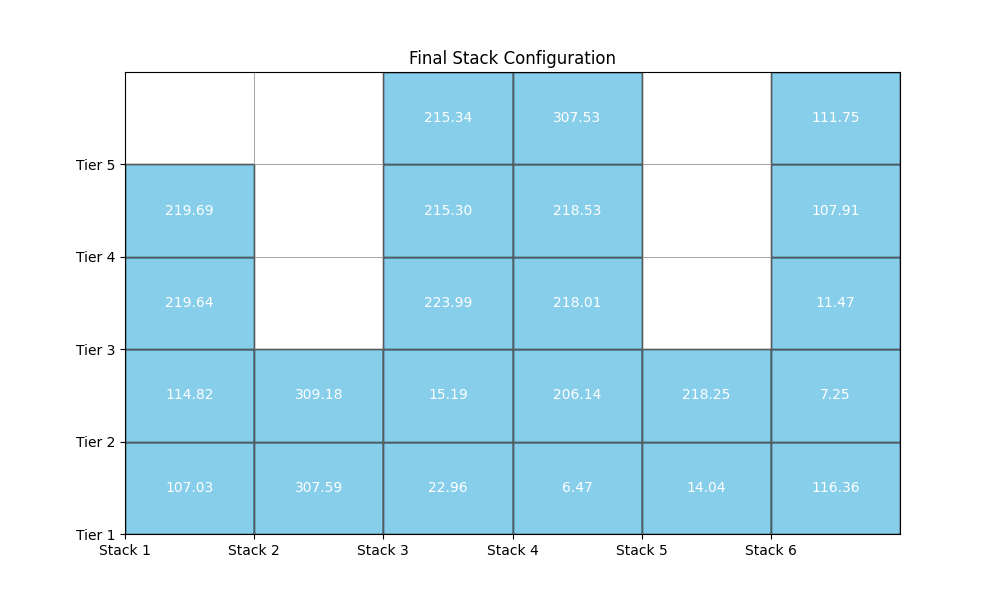 Final Stack Configuration
215.34 307.53 111.75
Tier 5
219.69 215.30 218.53 107.91
Tier 4
219.64 223.99 218.01 11.47
Tier 3
114.82 309.18 15.19 206.14 218.25 7.25
Tier 2
107.03 307.59 22.96 6.47 14.04 116.36
Tier 1
Stack 1 Stack 2 Stack 3 Stack 4 Stack 5 Stack 6